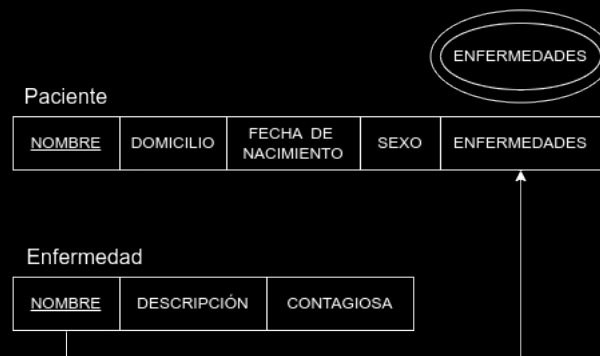 ENFERMEDADES
Paciente
NOMBRE DOMICILIO FECHA DE NACIMIENTO SEXO ENFERMEDADES
Enfermedad
NOMBRE DESCRIPCIÓN CONTAGIOSA